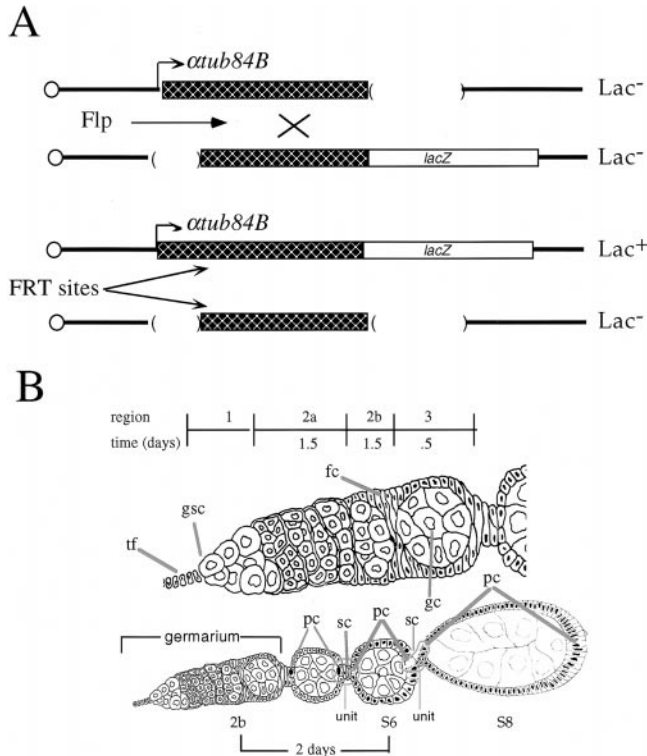 A
αtub84B
Lac-
Flp
lacZ
Lac-
αtub84B
lacZ
Lac+
FRT sites
Lac-
B
region 1 2a 2b 3
time (days) 1.5 1.5 .5
fc
gsc
tf
gc
pc
germarium
pc sc pc sc
unit unit
2b S6 S8
2 days